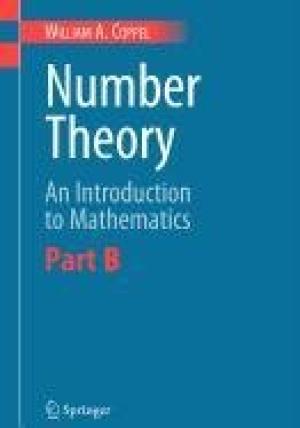 WILLIAM A. COPPEL
Number
Theory
An Introduction
to Mathematics
Part B
Springer